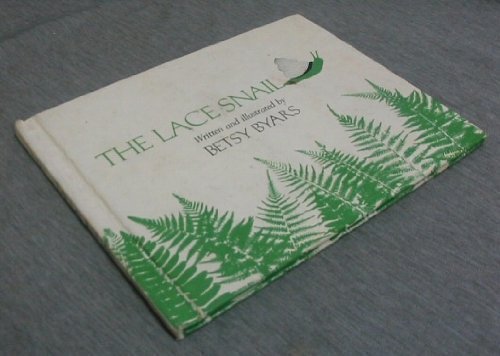 THE LACE SNAIL
Written and illustrated by
BETSY BYARS